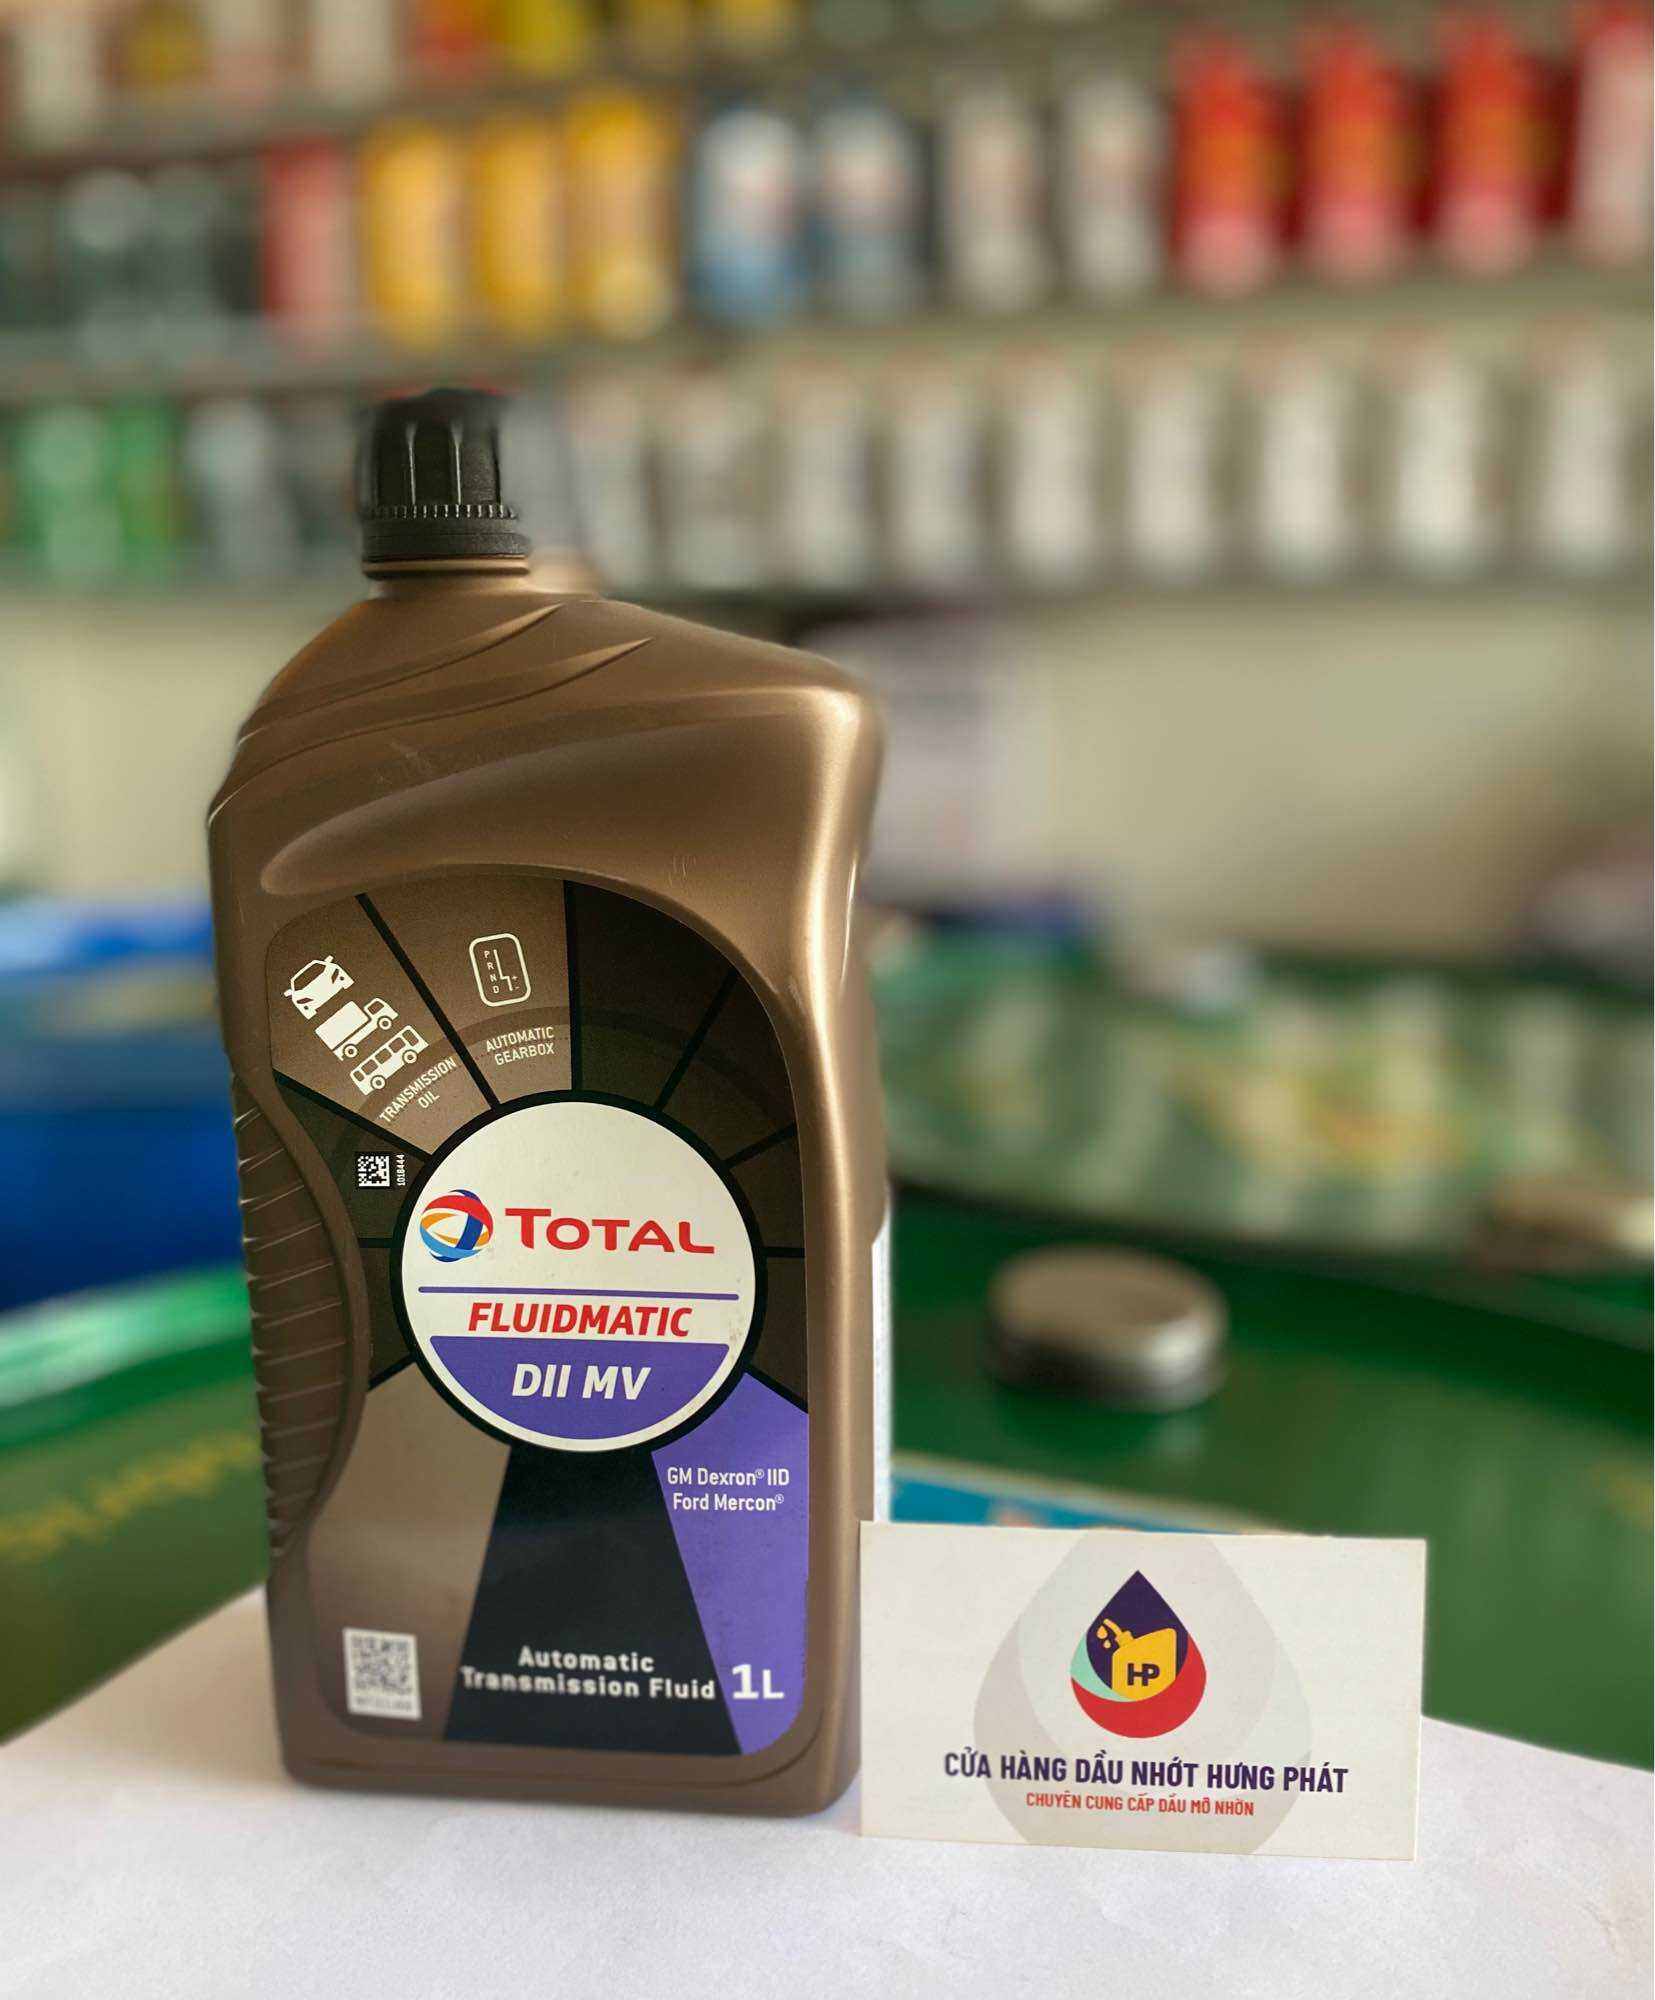 P
R
N
D
+
-
AUTOMATIC
GEARBOX
TRANSMISSION
OIL
1018444
TOTAL
FLUIDMATIC
DII MV
GM Dexron® IID
Ford Mercon®
Automatic
Transmission Fluid
1L
HP
CỬA HÀNG DẦU NHỚT HƯNG PHÁT
CHUYÊN CUNG CẤP DẦU MỠ NHỜN